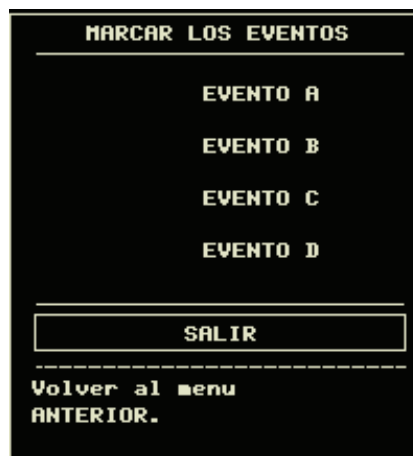 MARCAR LOS EVENTOS
EVENTO A
EVENTO B
EVENTO C
EVENTO D
SALIR
Volver al menu
ANTERIOR.